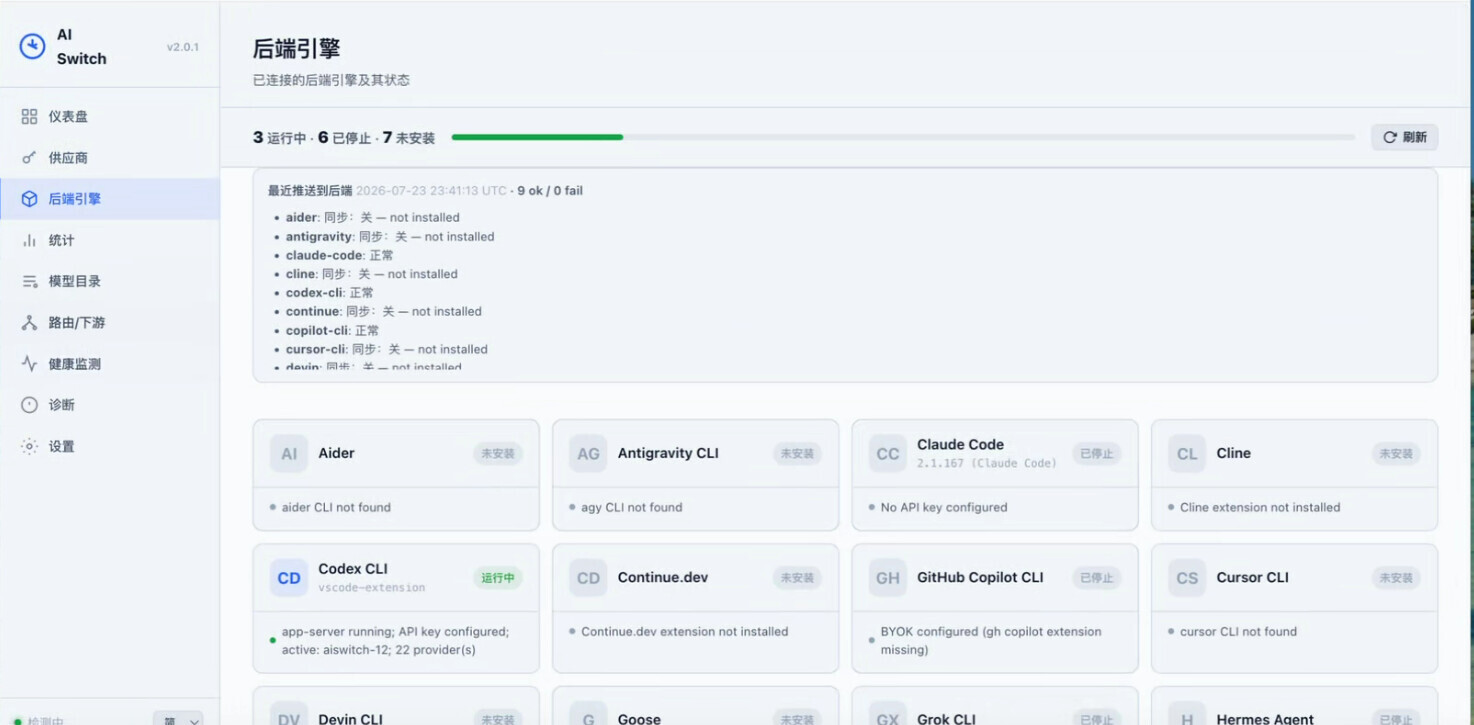 AI
Switch
v2.0.1
仪表盘
供应商
后端引擎
统计
模型目录
路由/下游
健康监测
诊断
设置
检测中
简
后端引擎
已连接的后端引擎及其状态
3 运行中 · 6 已停止 · 7 未安装
刷新
最近推送到后端 2026-07-23 23:41:13 UTC · 9 ok / 0 fail
• aider: 同步：关 — not installed
• antigravity: 同步：关 — not installed
• claude-code: 正常
• cline: 同步：关 — not installed
• codex-cli: 正常
• continue: 同步：关 — not installed
• copilot-cli: 正常
• cursor-cli: 同步：关 — not installed
• devin: 同步：关 — not installed
AI Aider 未安装
aider CLI not found
AG Antigravity CLI 未安装
agy CLI not found
CC Claude Code 已停止
2.1.167 (Claude Code)
No API key configured
CL Cline 未安装
Cline extension not installed
CD Codex CLI 运行中
vscode-extension
app-server running; API key configured;
active: aiswitch-12; 22 provider(s)
CD Continue.dev 未安装
Continue.dev extension not installed
GH GitHub Copilot CLI 已停止
BYOK configured (gh copilot extension
missing)
CS Cursor CLI 未安装
cursor CLI not found
DV Devin CLI 未安装
G Goose 未安装
GX Grok CLI 已停止
H Hermes Agent 已停止